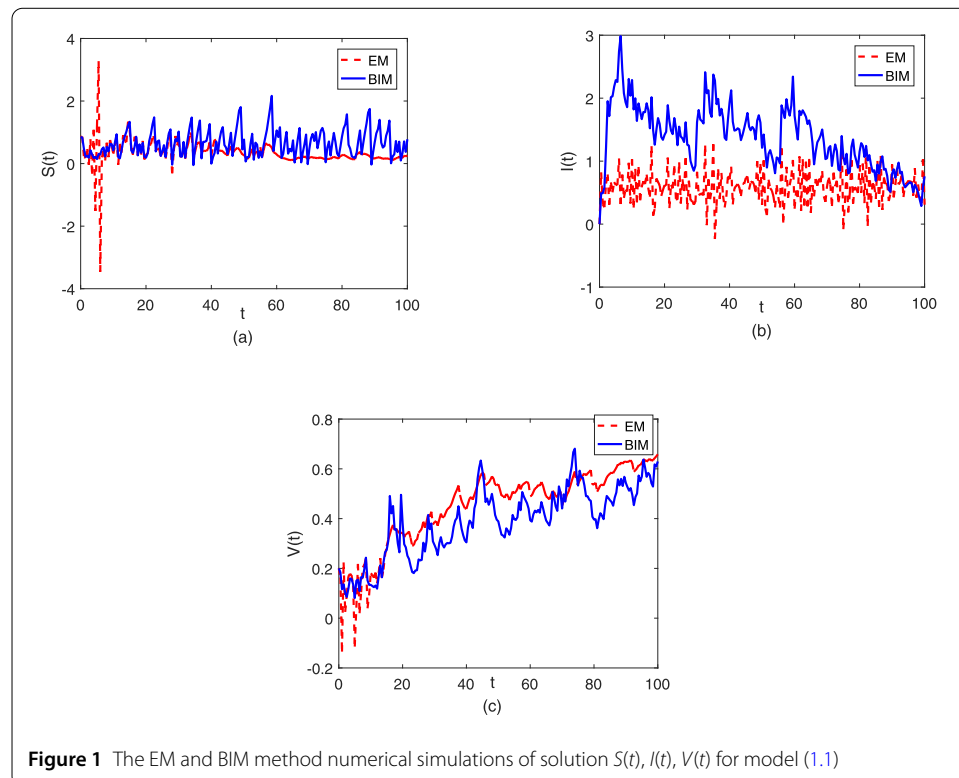 4
2
0
-2
-4
S(t)
EM
BIM
0 20 40 60 80 100
t
(a)
3
2
1
0
-1
I(t)
EM
BIM
0 20 40 60 80 100
t
(b)
0.8
0.6
0.4
0.2
0
-0.2
V(t)
EM
BIM
0 20 40 60 80 100
t
(c)
Figure 1 The EM and BIM method numerical simulations of solution S(t), I(t), V(t) for model (1.1)